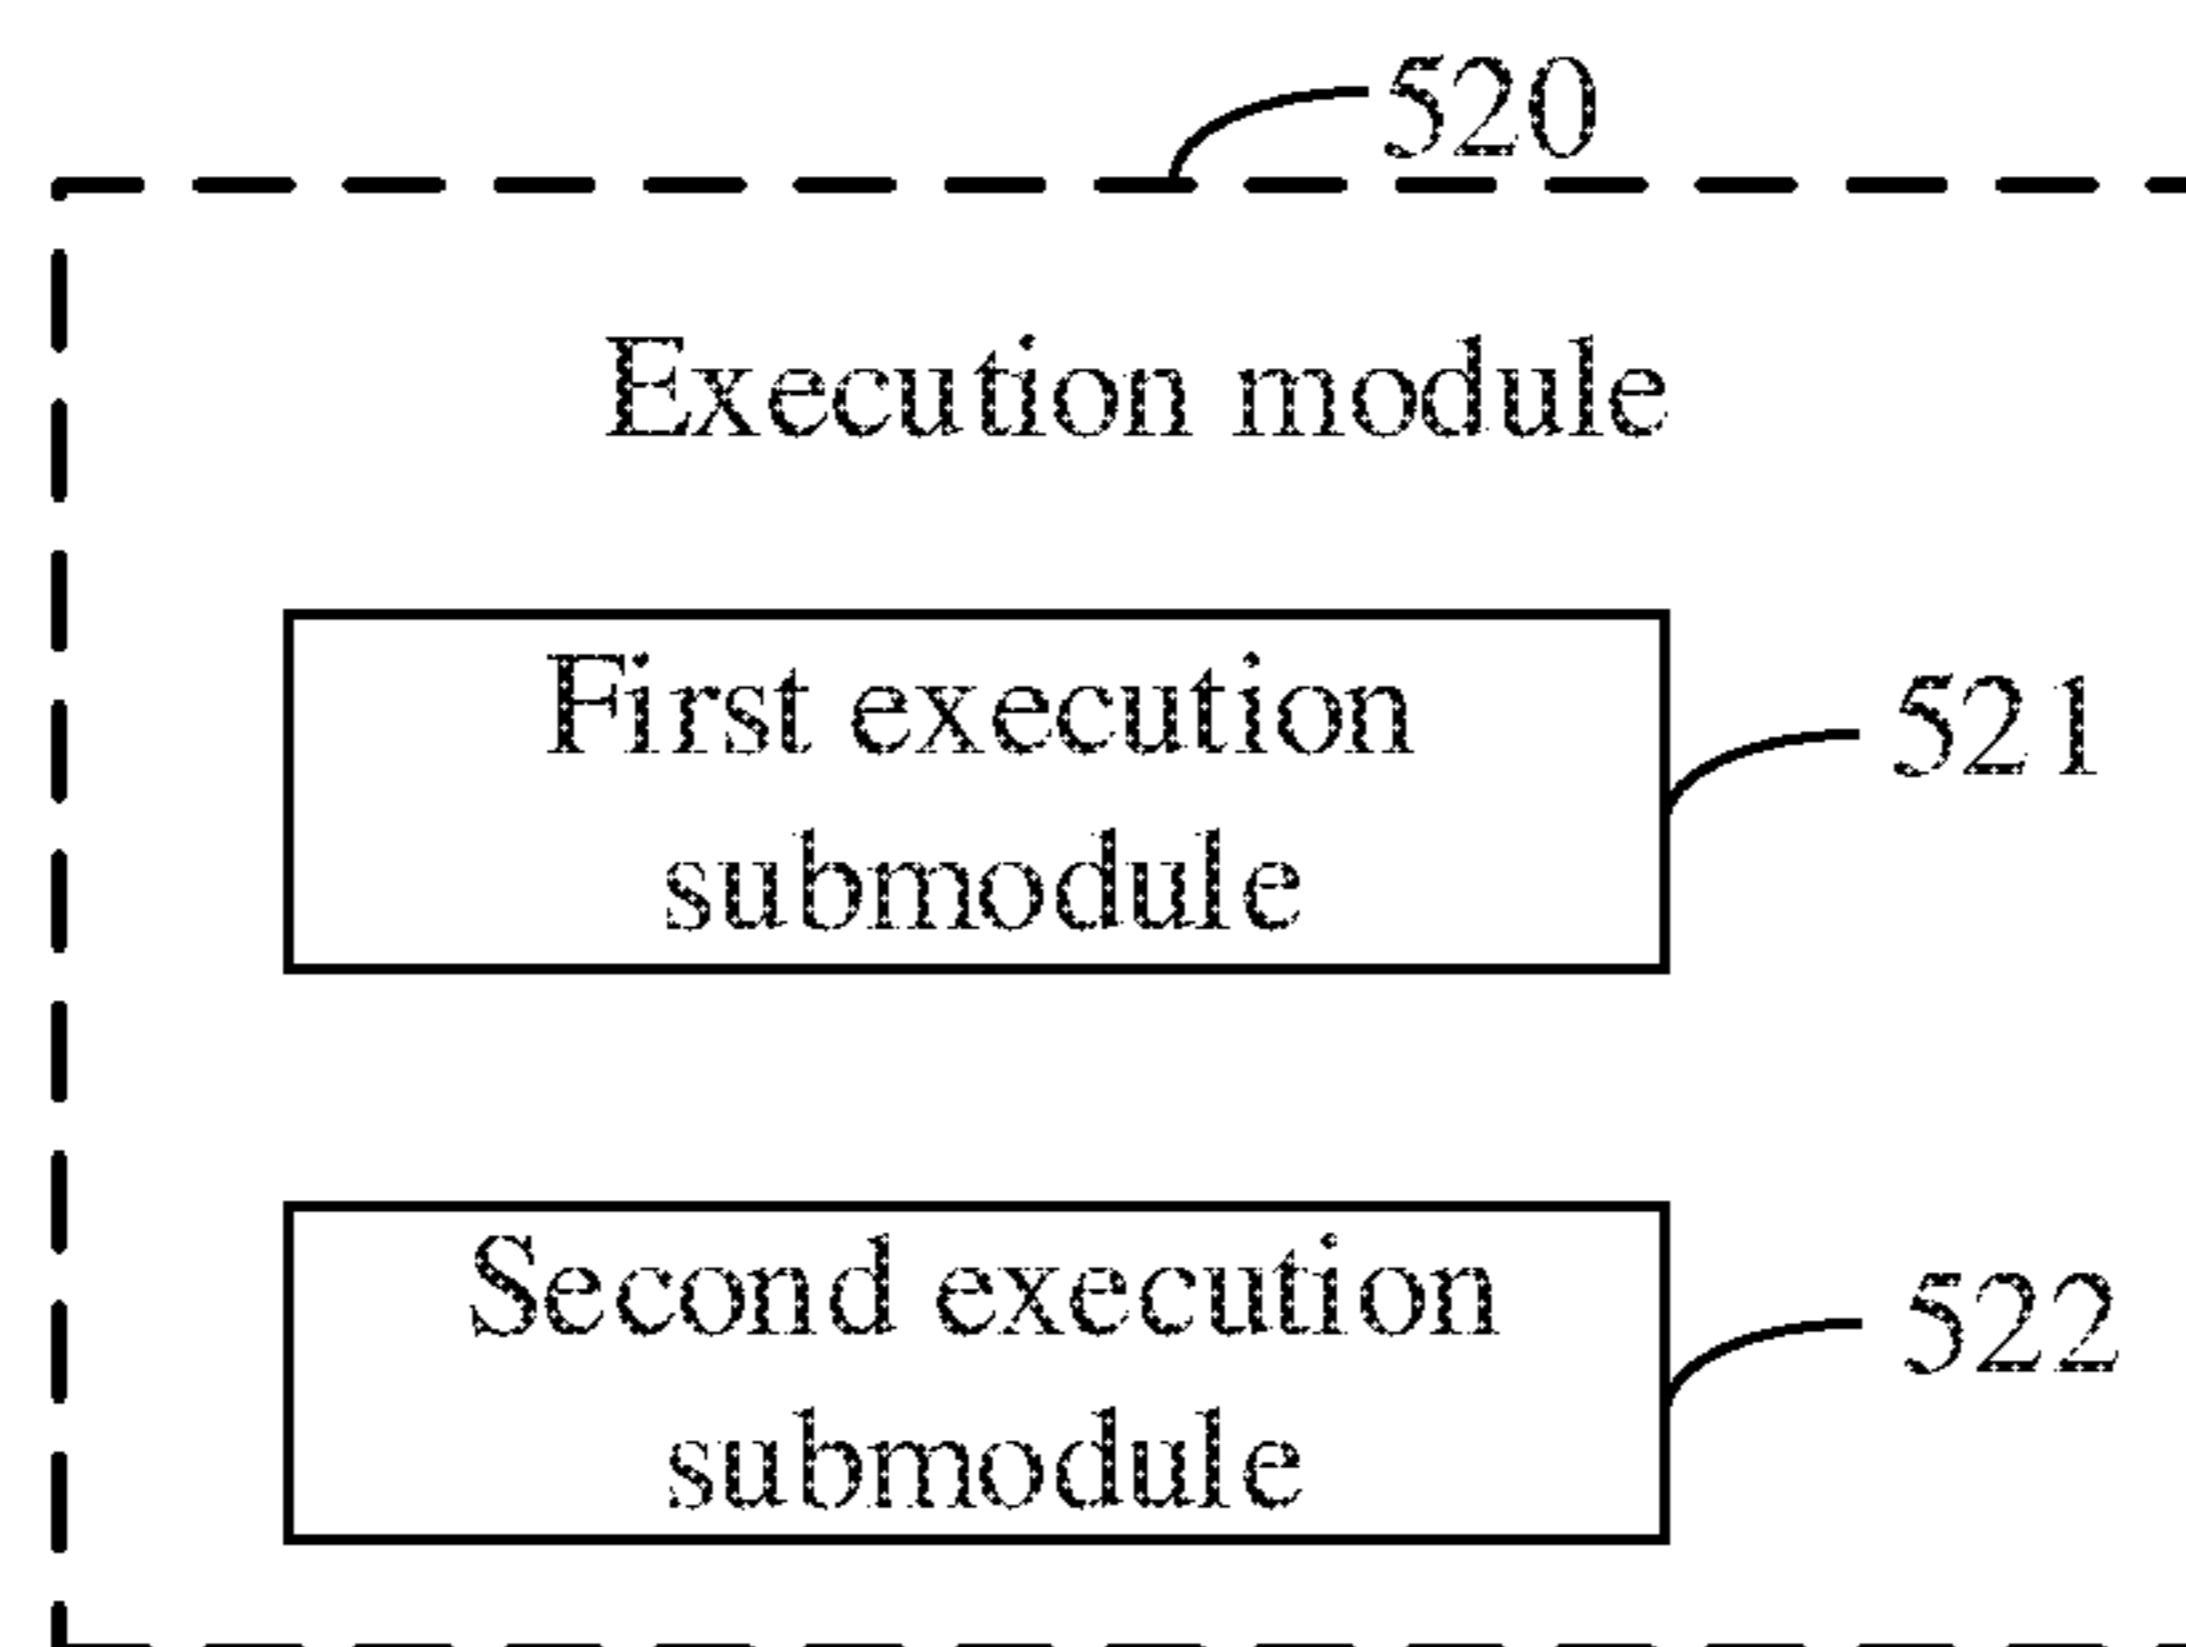 520
Execution module
First execution
submodule
521
Second execution
submodule
522